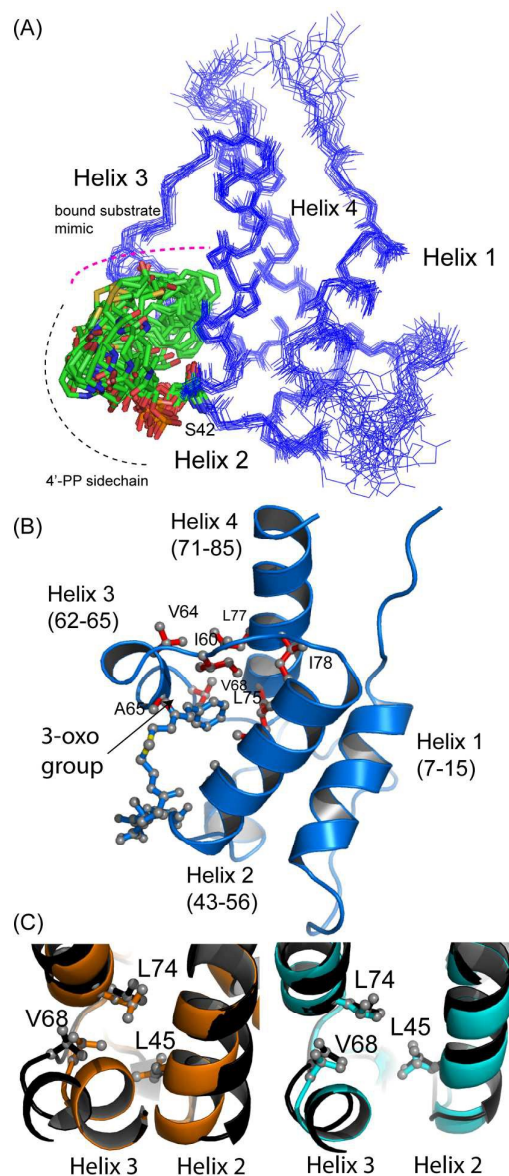 (A)
Helix 3
bound substrate
mimic
Helix 4
Helix 1
S42
Helix 2
4'-PP sidechain
(B)
Helix 4
(71-85)
Helix 3
(62-65)
V64
L77
I60
I78
V68
L75
A65
3-oxo
group
Helix 1
(7-15)
Helix 2
(43-56)
(C)
L74
V68
L45
Helix 3
Helix 2
L74
V68
L45
Helix 3
Helix 2